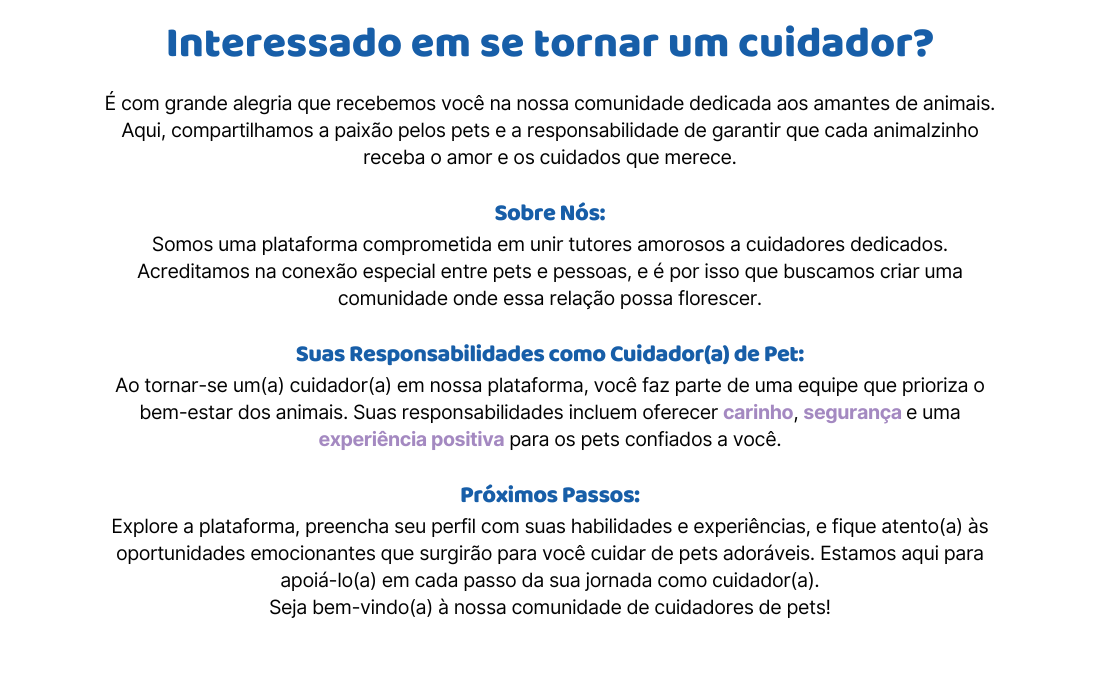 Interessado em se tornar um cuidador?
É com grande alegria que recebemos você na nossa comunidade dedicada aos amantes de animais.
Aqui, compartilhamos a paixão pelos pets e a responsabilidade de garantir que cada animalzinho
receba o amor e os cuidados que merece.
Sobre Nós:
Somos uma plataforma comprometida em unir tutores amorosos a cuidadores dedicados.
Acreditamos na conexão especial entre pets e pessoas, e é por isso que buscamos criar uma
comunidade onde essa relação possa florescer.
Suas Responsabilidades como Cuidador(a) de Pet:
Ao tornar-se um(a) cuidador(a) em nossa plataforma, você faz parte de uma equipe que prioriza o
bem-estar dos animais. Suas responsabilidades incluem oferecer carinho, segurança e uma
experiência positiva para os pets confiados a você.
Próximos Passos:
Explore a plataforma, preencha seu perfil com suas habilidades e experiências, e fique atento(a) às
oportunidades emocionantes que surgirão para você cuidar de pets adoráveis. Estamos aqui para
apoiá-lo(a) em cada passo da sua jornada como cuidador(a).
Seja bem-vindo(a) à nossa comunidade de cuidadores de pets!